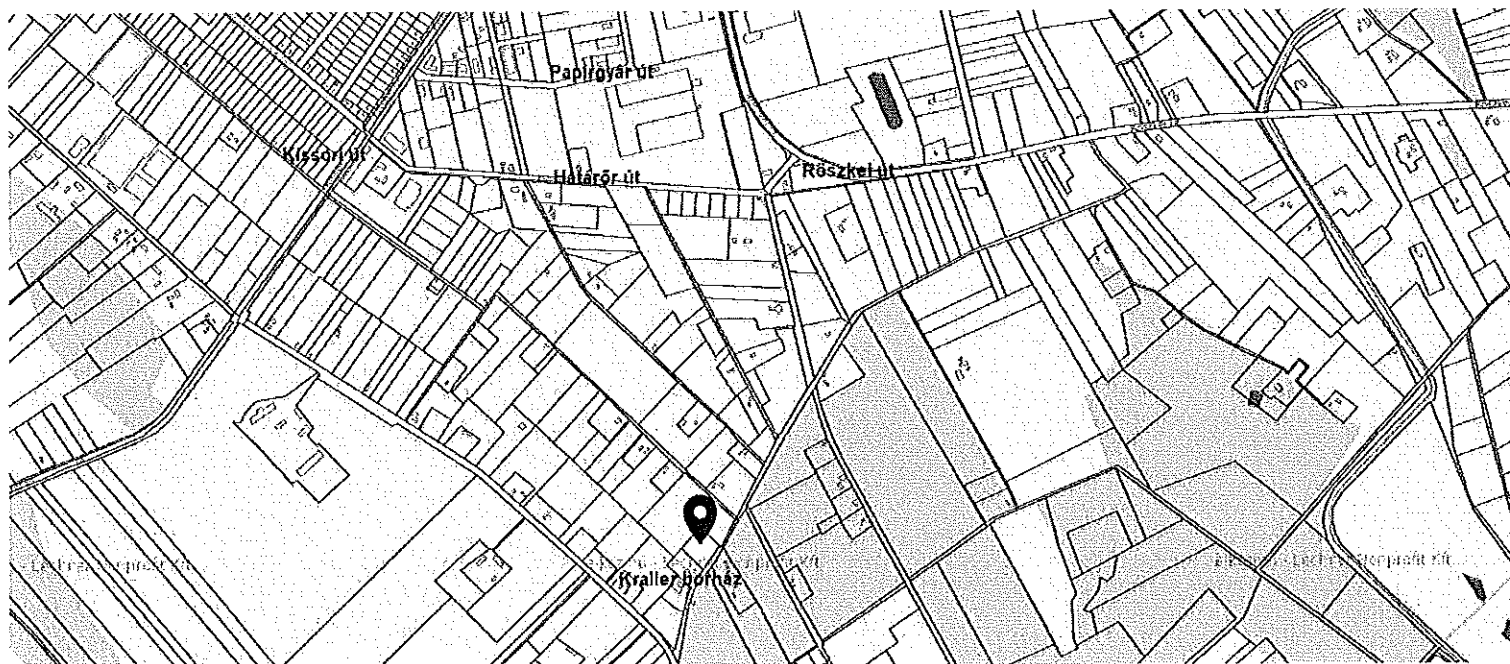 Papírgyár út
Kissori út
Határőr út
Röszkei út
Kraller borház